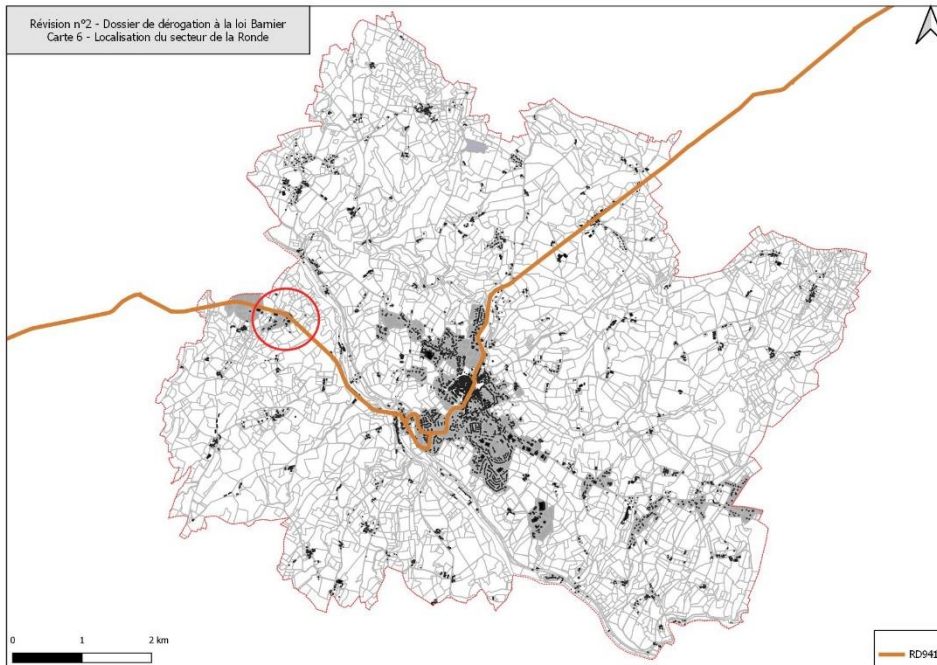 Révision n°2 - Dossier de dérogation à la loi Barnier
Carte 6 - Localisation du secteur de la Ronde
0 1 2 km
RD941